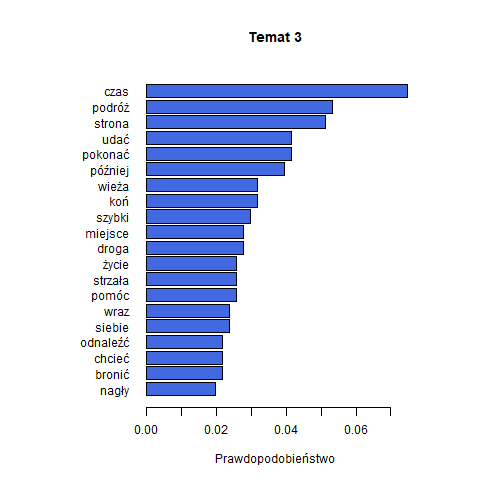 Temat 3
czas
podróż
strona
udać
pokonać
później
wieża
koń
szybki
miejsce
droga
życie
strzała
pomóc
wraz
siebie
odnaleźć
chcieć
bronić
nagły
0.00 0.02 0.04 0.06
Prawdopodobieństwo